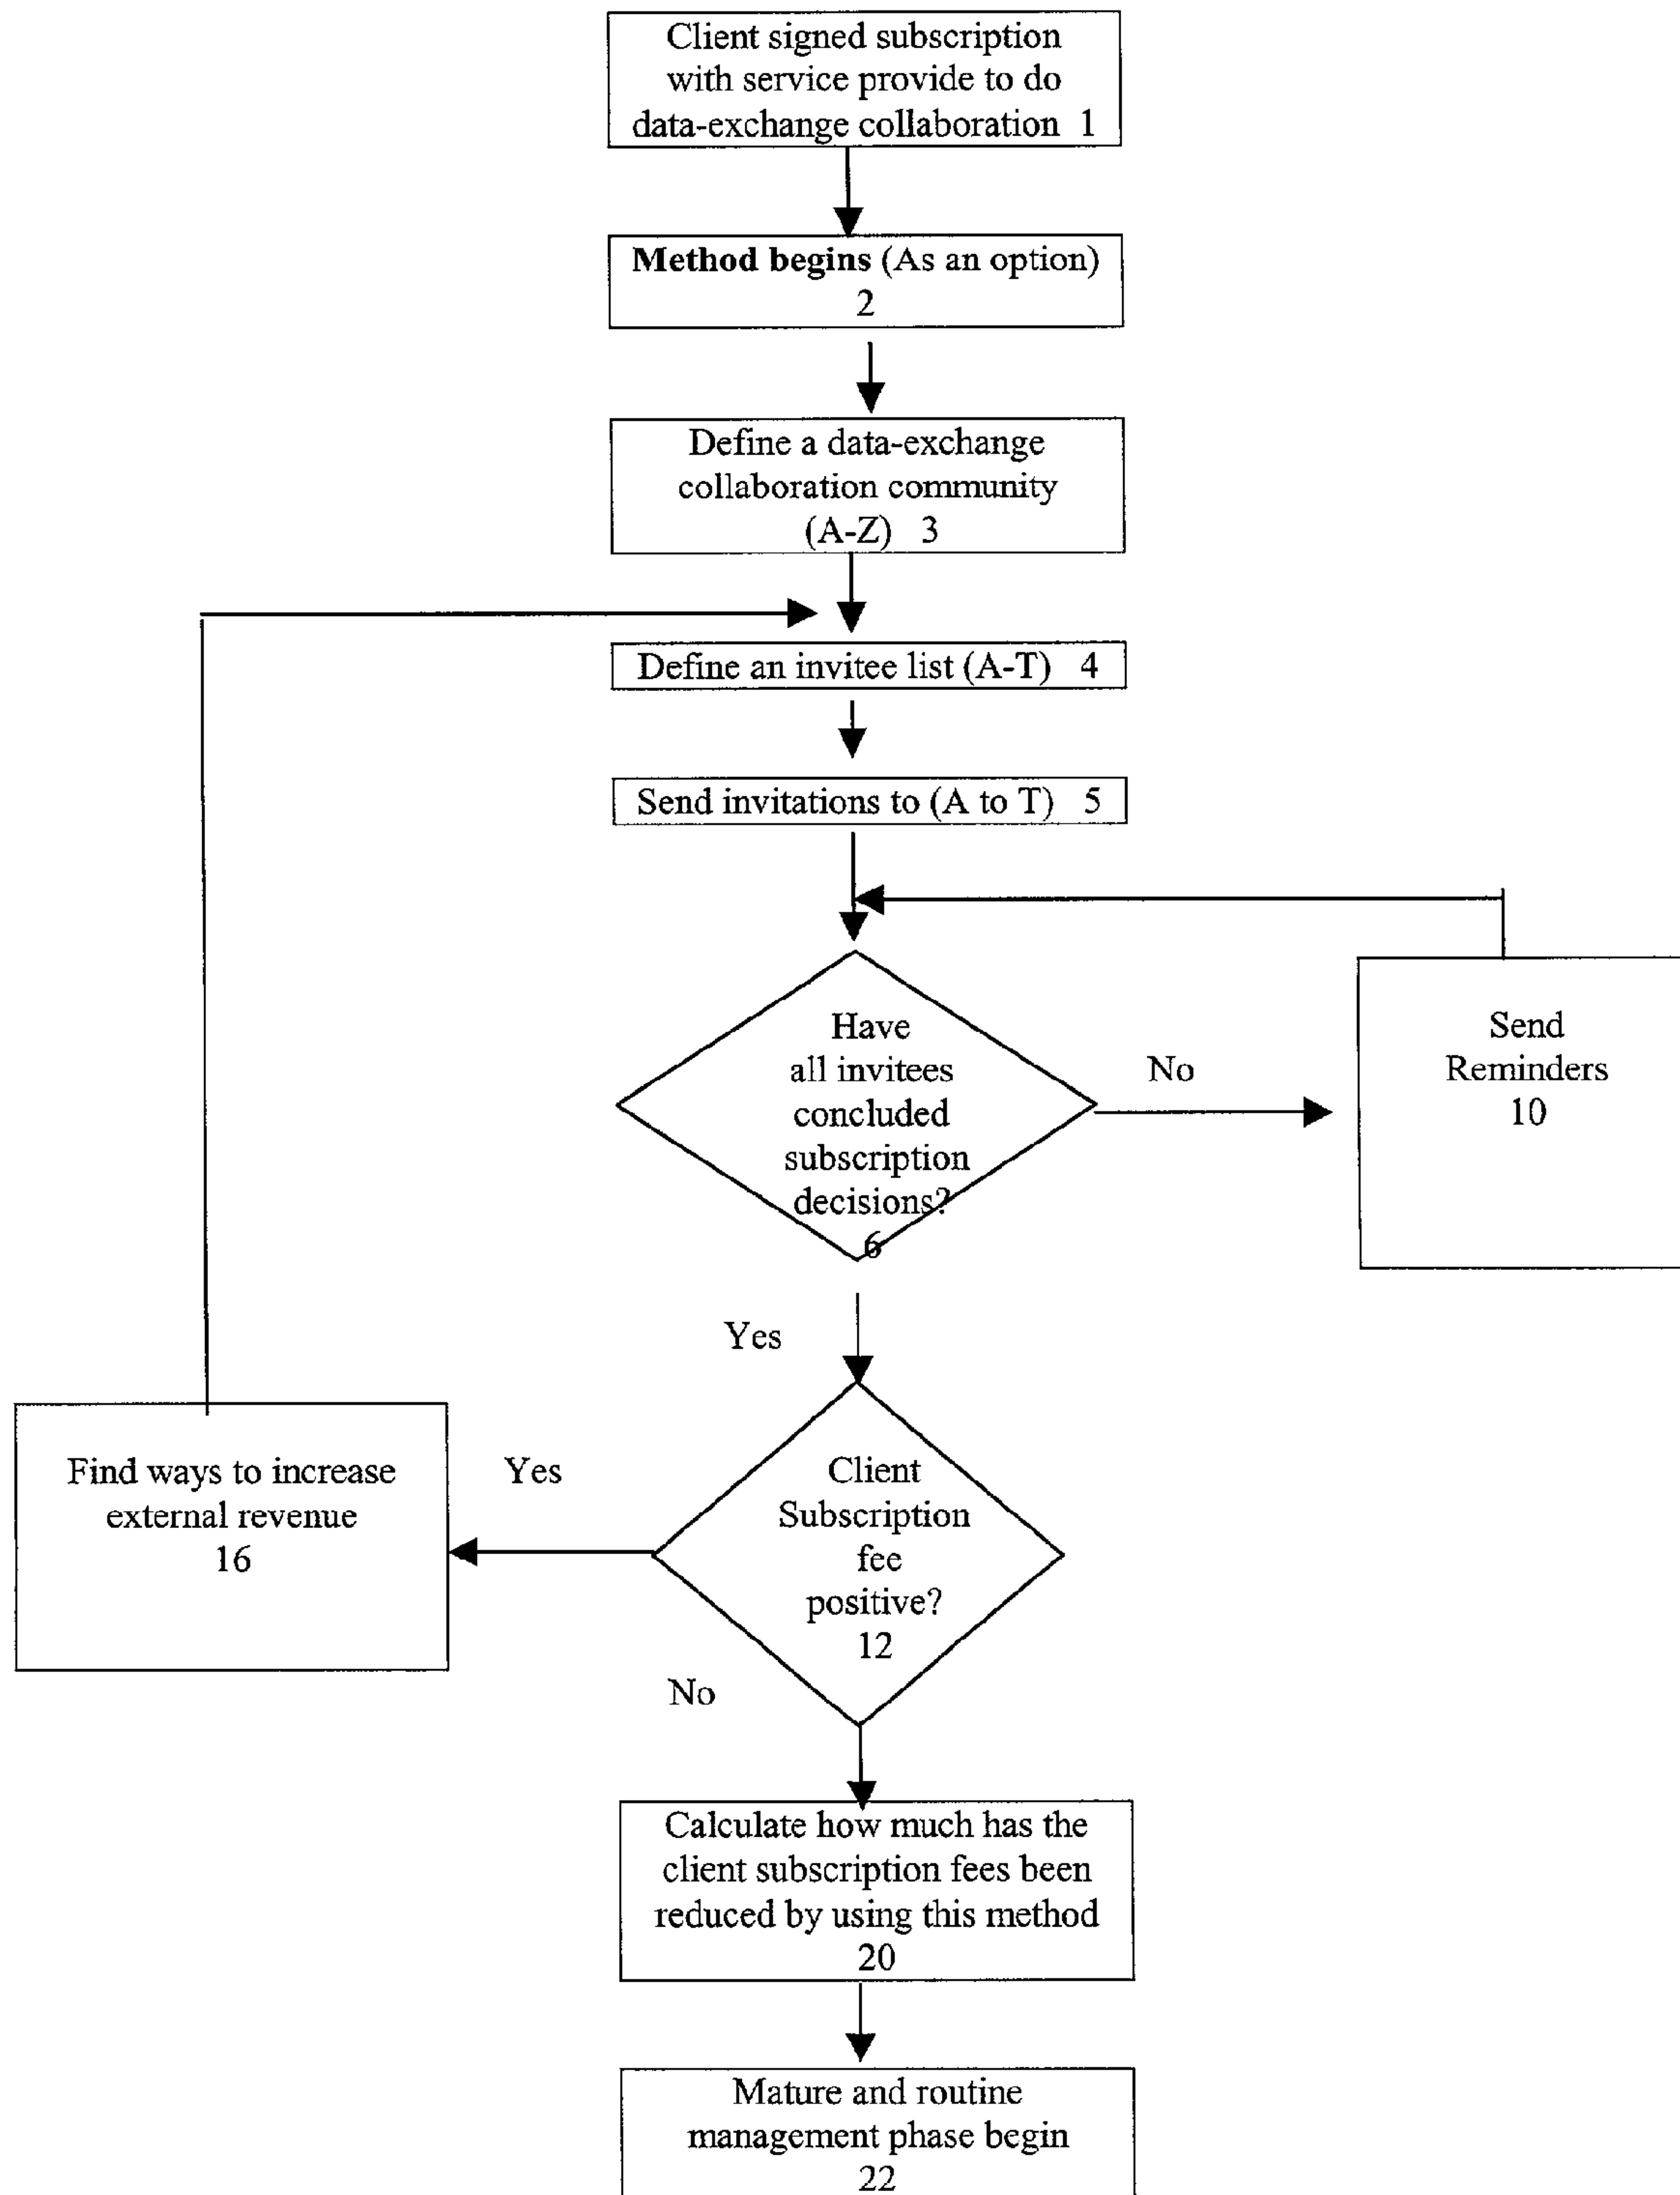 Client signed subscription
with service provide to do
data-exchange collaboration 1
Method begins (As an option)
2
Define a data-exchange
collaboration community
(A-Z) 3
Define an invitee list (A-T) 4
Send invitations to (A to T) 5
Have
all invitees
concluded
subscription
decisions?
6
No
Send
Reminders
10
Yes
Find ways to increase
external revenue
16
Yes
Client
Subscription
fee
positive?
12
No
Calculate how much has the
client subscription fees been
reduced by using this method
20
Mature and routine
management phase begin
22